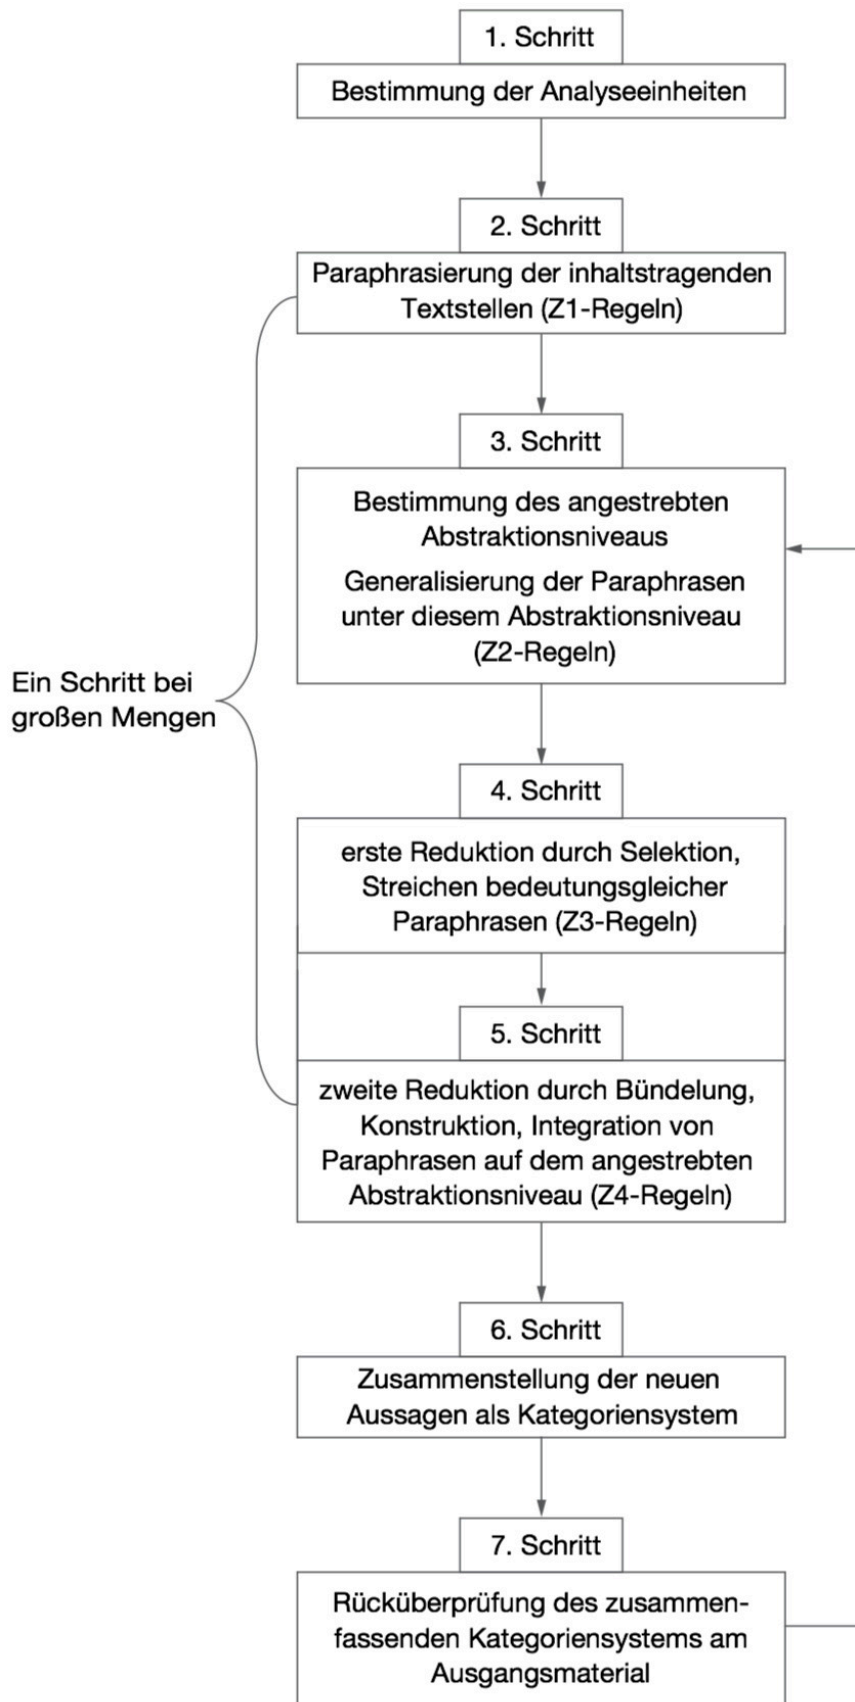 1. Schritt
Bestimmung der Analyseeinheiten
2. Schritt
Paraphrasierung der inhaltstragenden
Textstellen (Z1-Regeln)
3. Schritt
Bestimmung des angestrebten
Abstraktionsniveaus
Generalisierung der Paraphrasen
unter diesem Abstraktionsniveau
(Z2-Regeln)
Ein Schritt bei
großen Mengen
4. Schritt
erste Reduktion durch Selektion,
Streichen bedeutungsgleicher
Paraphrasen (Z3-Regeln)
5. Schritt
zweite Reduktion durch Bündelung,
Konstruktion, Integration von
Paraphrasen auf dem angestrebten
Abstraktionsniveau (Z4-Regeln)
6. Schritt
Zusammenstellung der neuen
Aussagen als Kategoriensystem
7. Schritt
Rücküberprüfung des zusammen-
fassenden Kategoriensystems am
Ausgangsmaterial